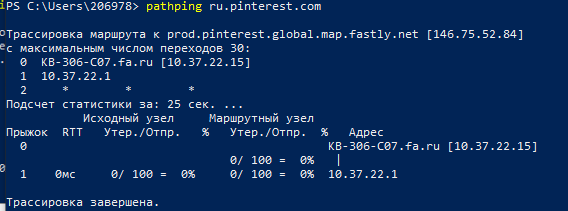 PS C:\Users\206978> pathping ru.pinterest.com
Трассировка маршрута к prod.pinterest.global.map.fastly.net [146.75.52.84]
с максимальным числом переходов 30:
0 KB-306-C07.fa.ru [10.37.22.15]
1 10.37.22.1
2 * * *
Подсчет статистики за: 25 сек. ...
Исходный узел Маршрутный узел
Прыжок RTT Утер./Отпр. % Утер./Отпр. % Адрес
0 KB-306-C07.fa.ru [10.37.22.15]
0/ 100 = 0% |
1 0мс 0/ 100 = 0% 0/ 100 = 0% 10.37.22.1
Трассировка завершена.